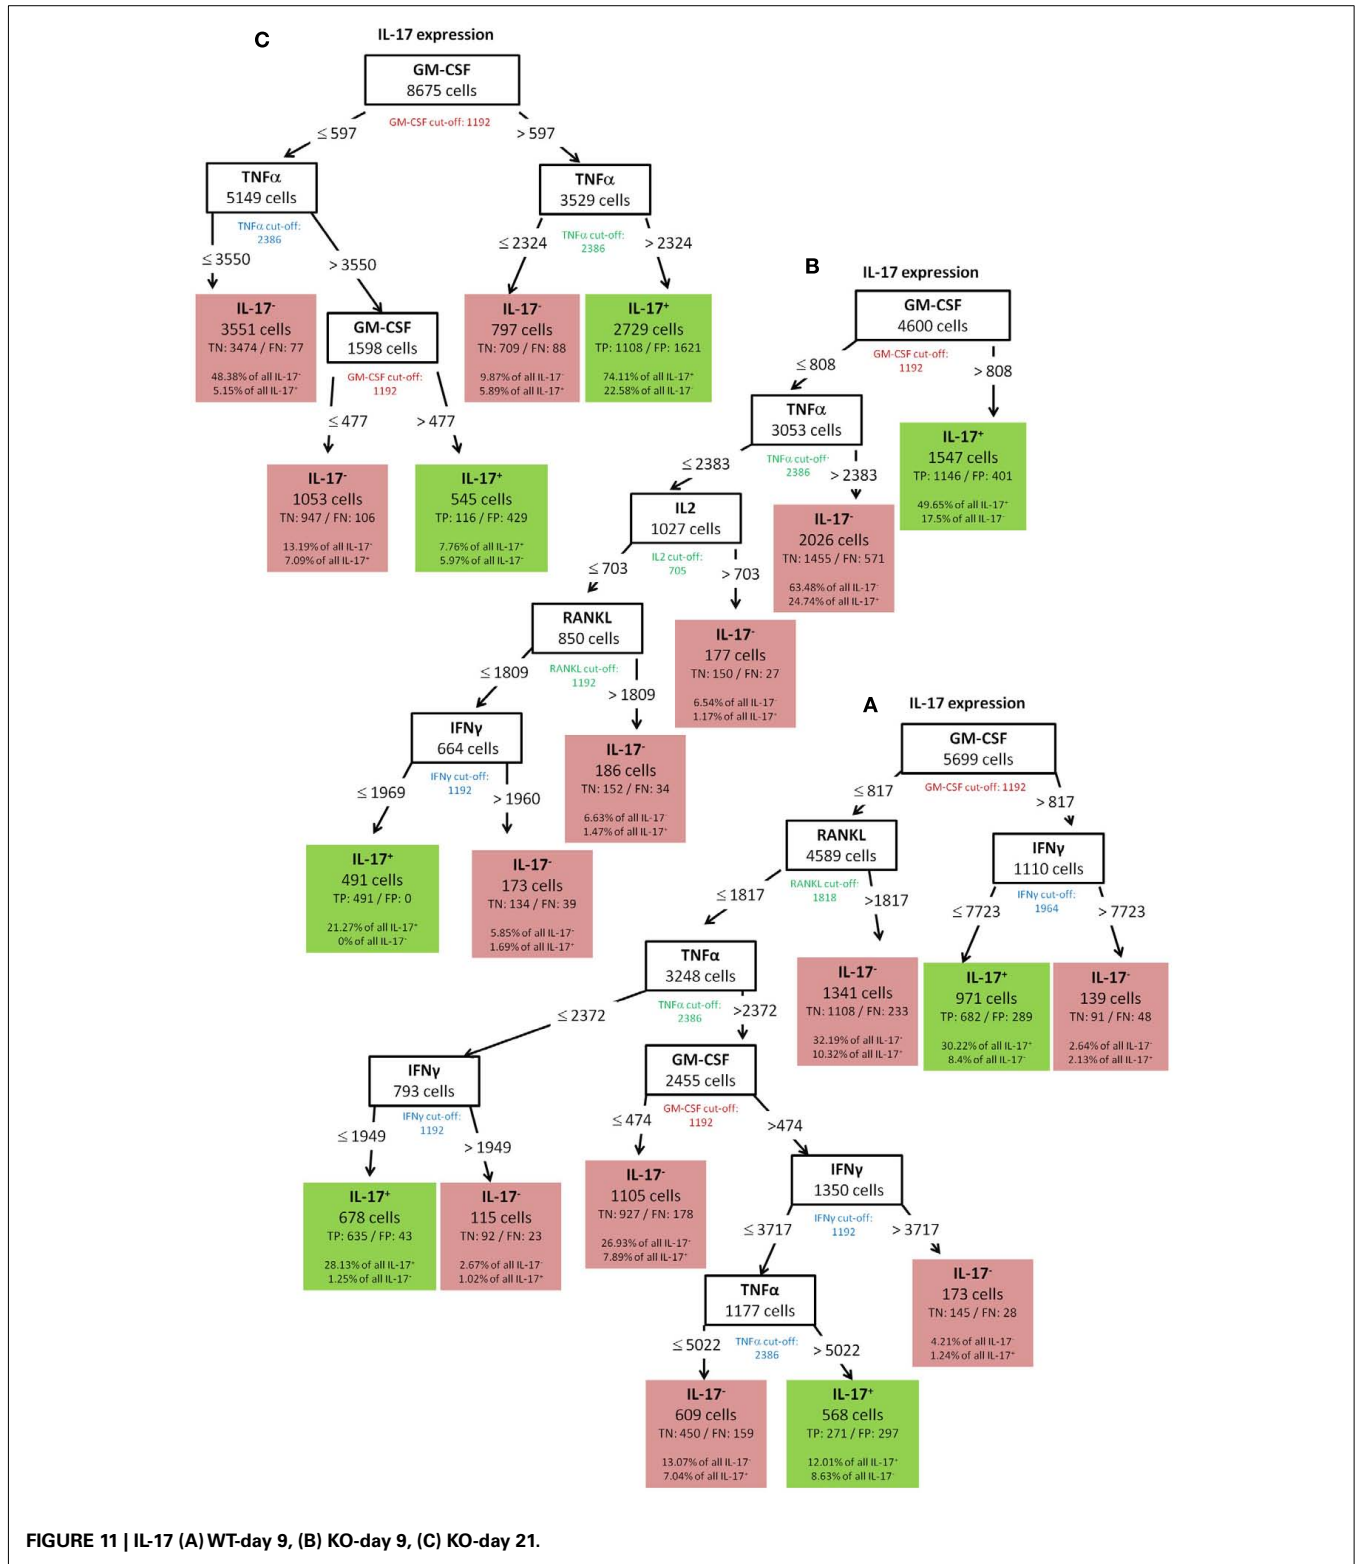 C
IL-17 expression
GM-CSF
8675 cells
GM-CSF cut-off: 1192
≤ 597
> 597
TNFα
5149 cells
TNFα cut-off:
2386
TNFα
3529 cells
TNFα cut-off:
2386
≤ 3550
> 3550
≤ 2324
> 2324
IL-17⁻
3551 cells
TN: 3474 / FN: 77
48.38% of all IL-17⁻
5.15% of all IL-17⁺
GM-CSF
1598 cells
GM-CSF cut-off:
1192
IL-17⁻
797 cells
TN: 709 / FN: 88
9.87% of all IL-17⁻
5.89% of all IL-17⁺
IL-17⁺
2729 cells
TP: 1108 / FP: 1621
74.11% of all IL-17⁺
22.58% of all IL-17⁻
≤ 477
> 477
IL-17⁻
1053 cells
TN: 947 / FN: 106
13.19% of all IL-17⁻
7.09% of all IL-17⁺
IL-17⁺
545 cells
TP: 116 / FP: 429
7.76% of all IL-17⁺
5.97% of all IL-17⁻
B
IL-17 expression
GM-CSF
4600 cells
GM-CSF cut-off:
1192
≤ 808
> 808
TNFα
3053 cells
TNFα cut-off:
2386
IL-17⁺
1547 cells
TP: 1146 / FP: 401
49.65% of all IL-17⁺
17.5% of all IL-17⁻
≤ 2383
> 2383
IL2
1027 cells
IL2 cut-off:
705
IL-17⁻
2026 cells
TN: 1455 / FN: 571
63.48% of all IL-17⁻
24.74% of all IL-17⁺
≤ 703
> 703
RANKL
850 cells
RANKL cut-off:
1192
IL-17⁻
177 cells
TN: 150 / FN: 27
6.54% of all IL-17⁻
1.17% of all IL-17⁺
≤ 1809
> 1809
IFNγ
664 cells
IFNγ cut-off:
1192
IL-17⁻
186 cells
TN: 152 / FN: 34
6.63% of all IL-17⁻
1.47% of all IL-17⁺
≤ 1969
> 1960
IL-17⁺
491 cells
TP: 491 / FP: 0
21.27% of all IL-17⁺
0% of all IL-17⁻
IL-17⁻
173 cells
TN: 134 / FN: 39
5.85% of all IL-17⁻
1.69% of all IL-17⁺
A
IL-17 expression
GM-CSF
5699 cells
GM-CSF cut-off: 1192
≤ 817
> 817
RANKL
4589 cells
RANKL cut-off:
1818
IFNγ
1110 cells
IFNγ cut-off:
1964
≤ 1817
>1817
≤ 7723
> 7723
TNFα
3248 cells
TNFα cut-off:
2386
IL-17⁻
1341 cells
TN: 1108 / FN: 233
32.19% of all IL-17⁻
10.32% of all IL-17⁺
IL-17⁺
971 cells
TP: 682 / FP: 289
30.22% of all IL-17⁺
8.4% of all IL-17⁻
IL-17⁻
139 cells
TN: 91 / FN: 48
2.64% of all IL-17⁻
2.13% of all IL-17⁺
≤ 2372
>2372
IFNγ
793 cells
IFNγ cut-off:
1192
GM-CSF
2455 cells
GM-CSF cut-off:
1192
≤ 1949
> 1949
≤ 474
>474
IL-17⁺
678 cells
TP: 635 / FP: 43
28.13% of all IL-17⁺
1.25% of all IL-17⁻
IL-17⁻
115 cells
TN: 92 / FN: 23
2.67% of all IL-17⁻
1.02% of all IL-17⁺
IL-17⁻
1105 cells
TN: 927 / FN: 178
26.93% of all IL-17⁻
7.89% of all IL-17⁺
IFNγ
1350 cells
IFNγ cut-off:
1192
≤ 3717
> 3717
TNFα
1177 cells
TNFα cut-off:
2386
IL-17⁻
173 cells
TN: 145 / FN: 28
4.21% of all IL-17⁻
1.24% of all IL-17⁺
≤ 5022
> 5022
IL-17⁻
609 cells
TN: 450 / FN: 159
13.07% of all IL-17⁻
7.04% of all IL-17⁺
IL-17⁺
568 cells
TP: 271 / FP: 297
12.01% of all IL-17⁺
8.63% of all IL-17⁻
FIGURE 11 | IL-17 (A) WT-day 9, (B) KO-day 9, (C) KO-day 21.